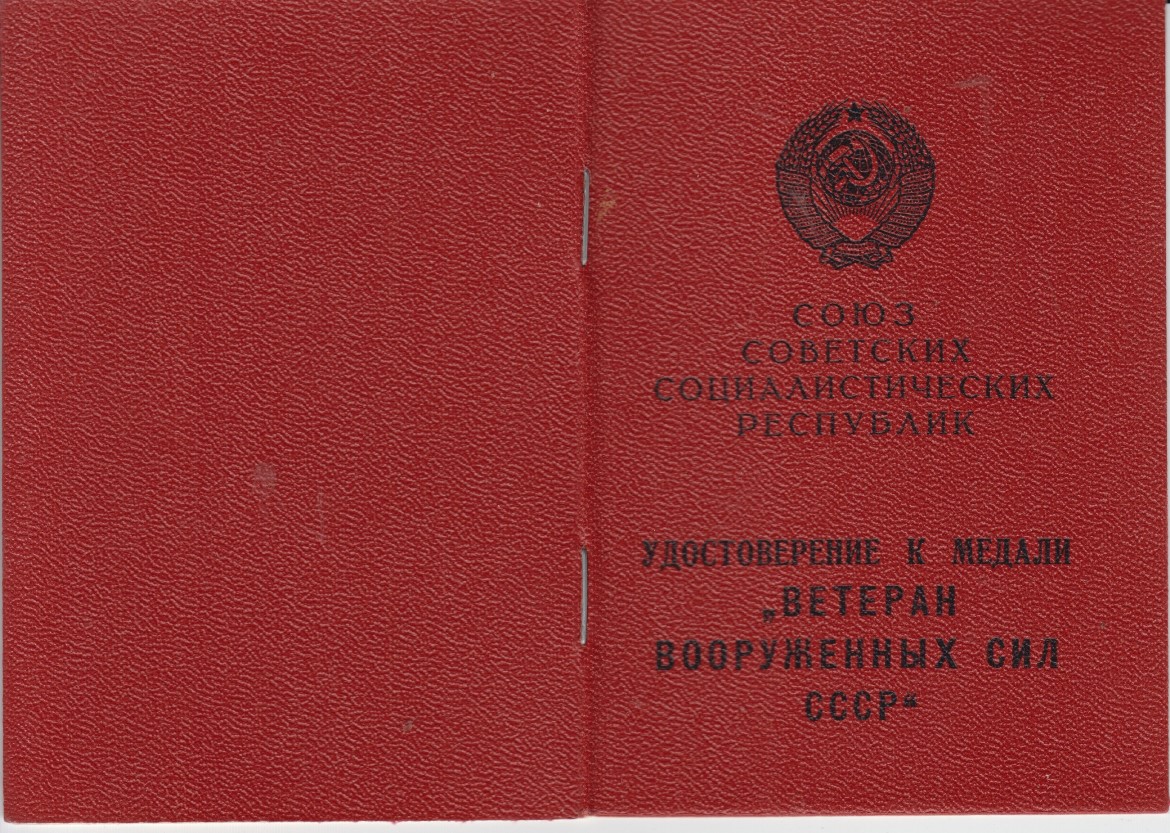 СОЮЗ
СОВЕТСКИХ
СОЦИАЛИСТИЧЕСКИХ
РЕСПУБЛИК
УДОСТОВЕРЕНИЕ К МЕДАЛИ
„ВЕТЕРАН
ВООРУЖЕННЫХ СИЛ
СССР“